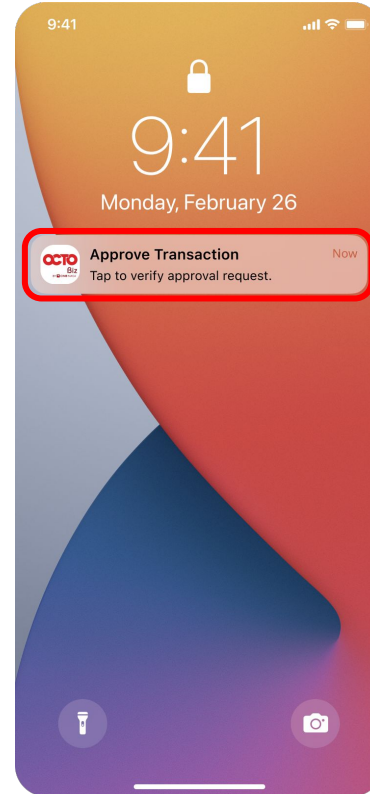 9:41
9:41
Monday, February 26
OCTO
Biz
Approve Transaction
Now
Tap to verify approval request.